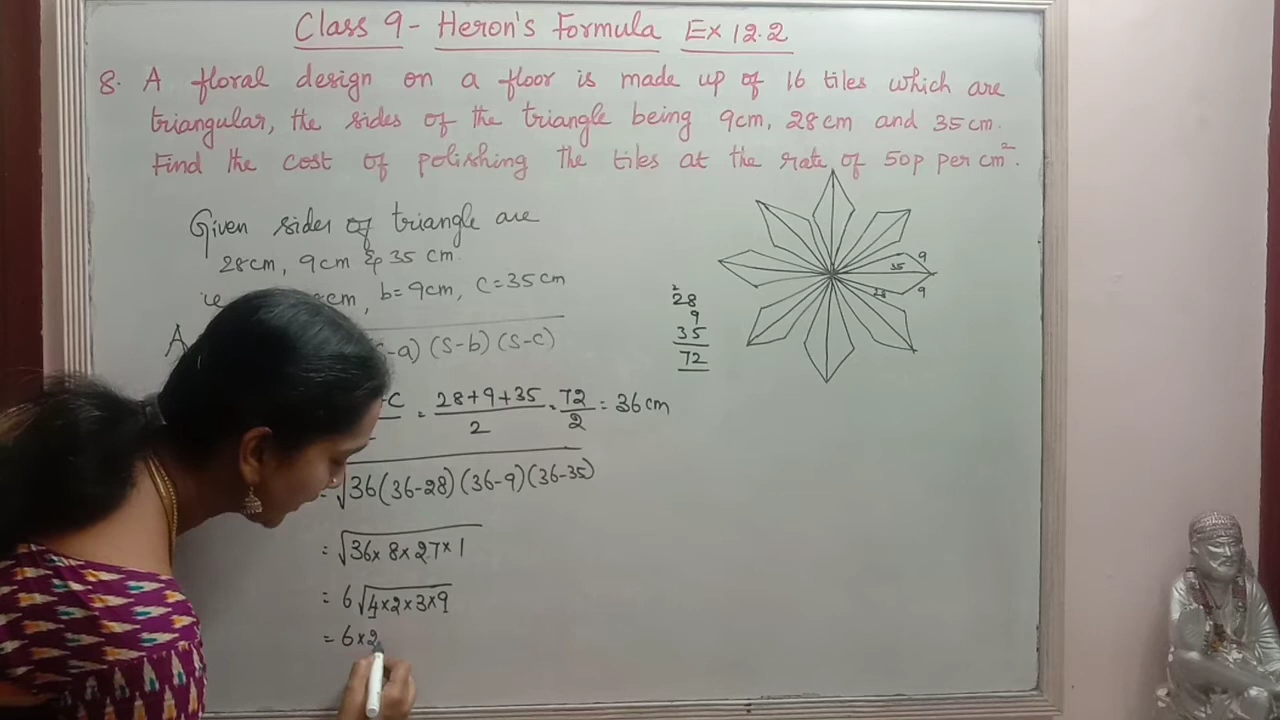 Class 9 - Heron's Formula Ex 12.2
8. A floral design on a floor is made up of 16 tiles which are
triangular, the sides of the triangle being 9cm, 28cm and 35cm.
Find the cost of polishing the tiles at the rate of 50p per cm².
Given sides of triangle are
28cm, 9cm & 35 cm.
ie cm, b=9cm, c=35cm
A -a) (s-b) (s-c)
-c = 28+9+35/2 = 72/2 = 36cm
= √36(36-28)(36-9)(36-35)
= √36×8×27×1
= 6√4×2×3×9
= 6×2
28
9
35
72
9
35
28
9